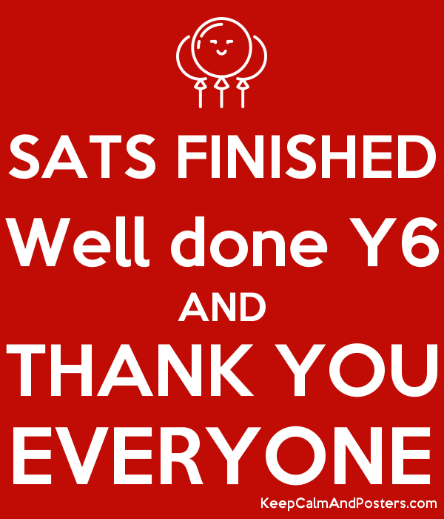 SATS FINISHED
Well done Y6
AND
THANK YOU
EVERYONE
KeepCalmAndPosters.com